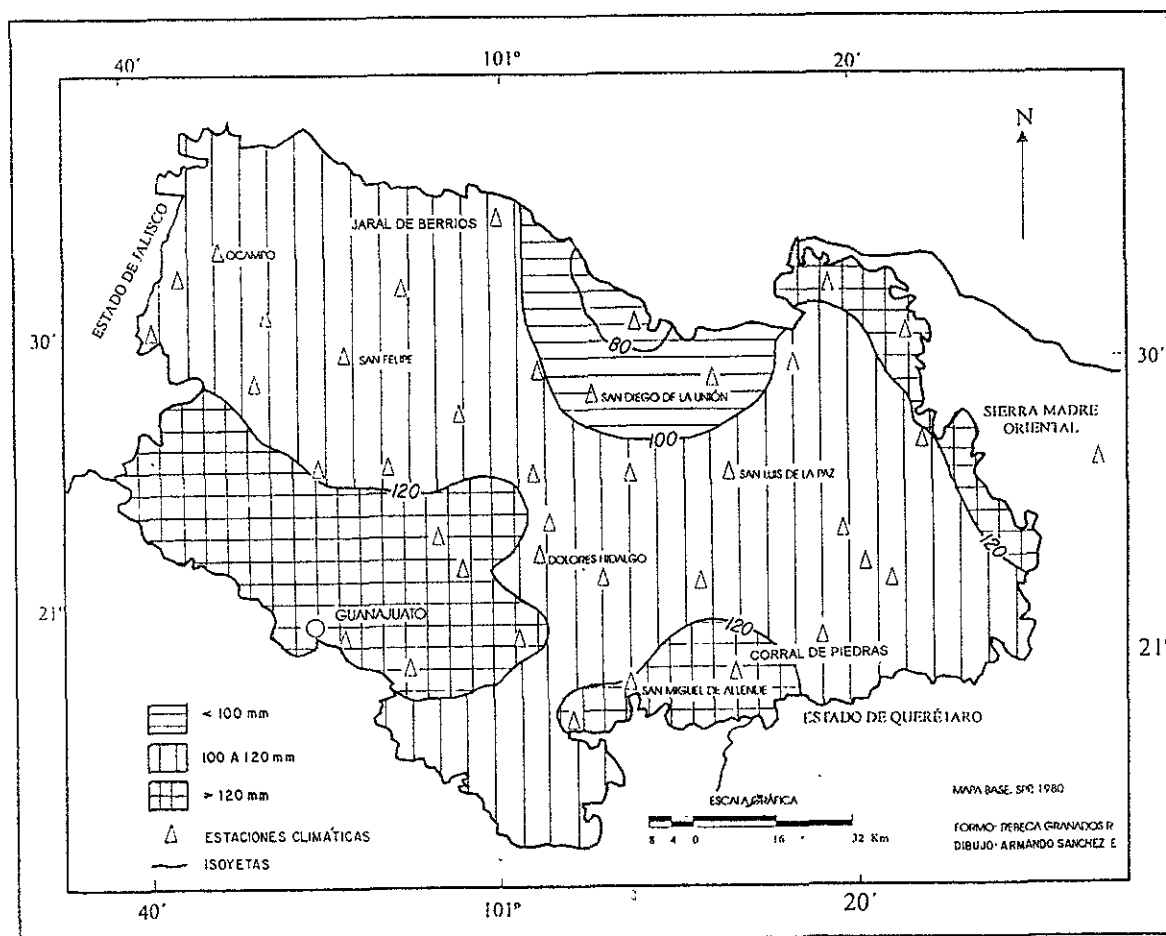 40′ 101° 20′
N
ESTADO DE JALISCO
JARAL DE BERRIOS
OCAMPO
30′ 30′
80
SAN FELIPE
SAN DIEGO DE LA UNIÓN
SIERRA MADRE
ORIENTAL
100
SAN LUIS DE LA PAZ
120
120
DOLORES HIDALGO
21° 21°
GUANAJUATO
120
CORRAL DE PIEDRAS
SAN MIGUEL DE ALLENDE
ESTADO DE QUERÉTARO
< 100 mm
100 A 120 mm
> 120 mm
ESTACIONES CLIMÁTICAS
ISOYETAS
ESCALA GRÁFICA
8 4 0 16 32 Km
MAPA BASE. SPP. 1980
FORMO- REBECA GRANADOS R
DIBUJO- ARMANDO SANCHEZ E
40′ 101° 20′